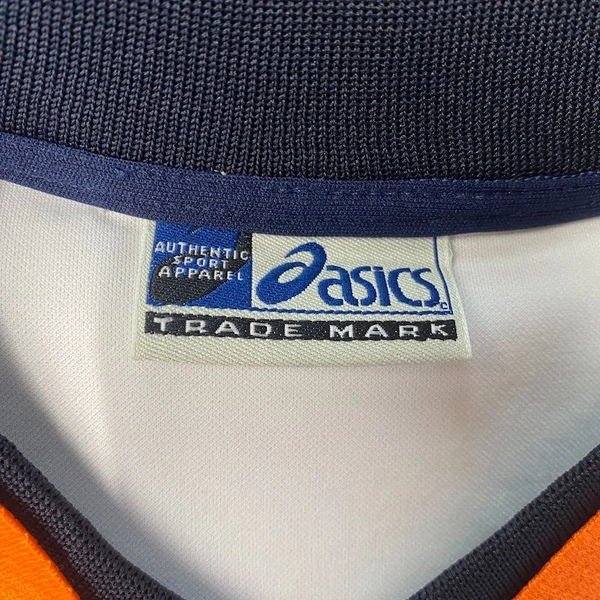 AUTHENTIC
SPORT
APPAREL
asics
TRADE MARK